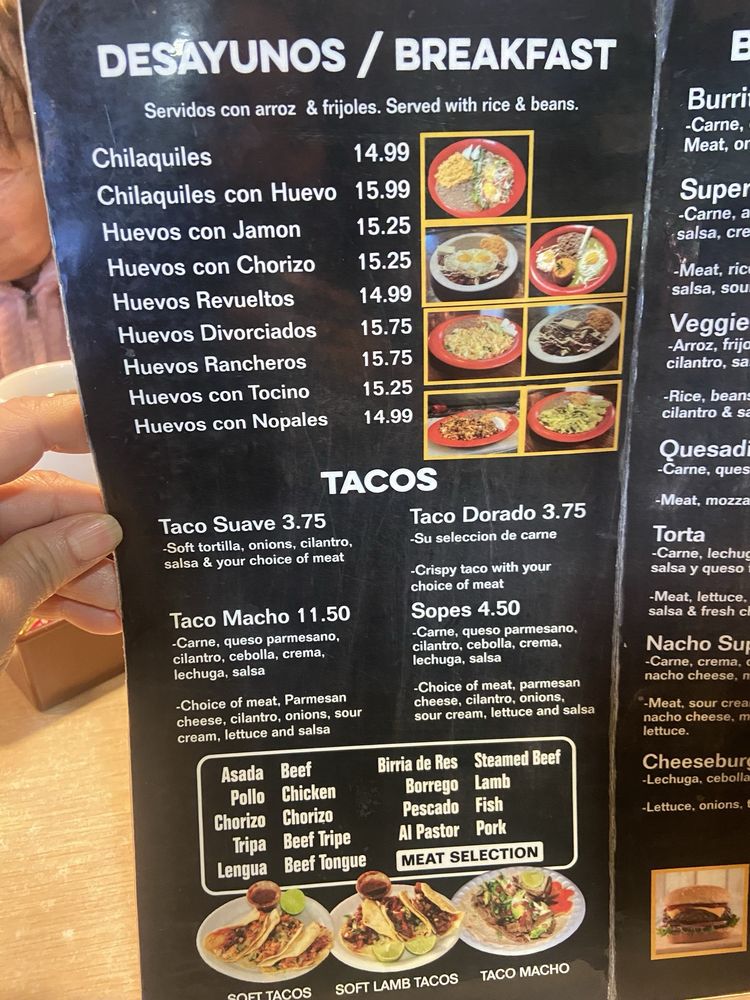 DESAYUNOS / BREAKFAST
Servidos con arroz & frijoles. Served with rice & beans.
Chilaquiles 14.99
Chilaquiles con Huevo 15.99
Huevos con Jamon 15.25
Huevos con Chorizo 15.25
Huevos Revueltos 14.99
Huevos Divorciados 15.75
Huevos Rancheros 15.75
Huevos con Tocino 15.25
Huevos con Nopales 14.99
TACOS
Taco Suave 3.75
-Soft tortilla, onions, cilantro,
salsa & your choice of meat
Taco Dorado 3.75
-Su seleccion de carne
-Crispy taco with your
choice of meat
Taco Macho 11.50
-Carne, queso parmesano,
cilantro, cebolla, crema,
lechuga, salsa
-Choice of meat, Parmesan
cheese, cilantro, onions, sour
cream, lettuce and salsa
Sopes 4.50
-Carne, queso parmesano,
cilantro, cebolla, crema,
lechuga, salsa
-Choice of meat, parmesan
cheese, cilantro, onions,
sour cream, lettuce and salsa
Asada Beef
Pollo Chicken
Chorizo Chorizo
Tripa Beef Tripe
Lengua Beef Tongue
Birria de Res Steamed Beef
Borrego Lamb
Pescado Fish
Al Pastor Pork
MEAT SELECTION
SOFT TACOS
SOFT LAMB TACOS
TACO MACHO
B
-Carne,
Meat, or
Super
-Carne, a
salsa, cre
-Meat, rice
salsa, sou
Veggie
-Arroz, frijo
cilantro, sa
-Rice, beans
cilantro & sa
Quesadi
-Carne, ques
-Meat, mozza
Torta
-Carne, lechug
salsa y queso
-Meat, lettuce,
salsa & fresh ch
Nacho Sup
-Carne, crema,
nacho cheese, m
-Meat, sour crea
nacho cheese, m
lettuce.
Cheeseburg
-Lechuga, cebolla
-Lettuce, onions,